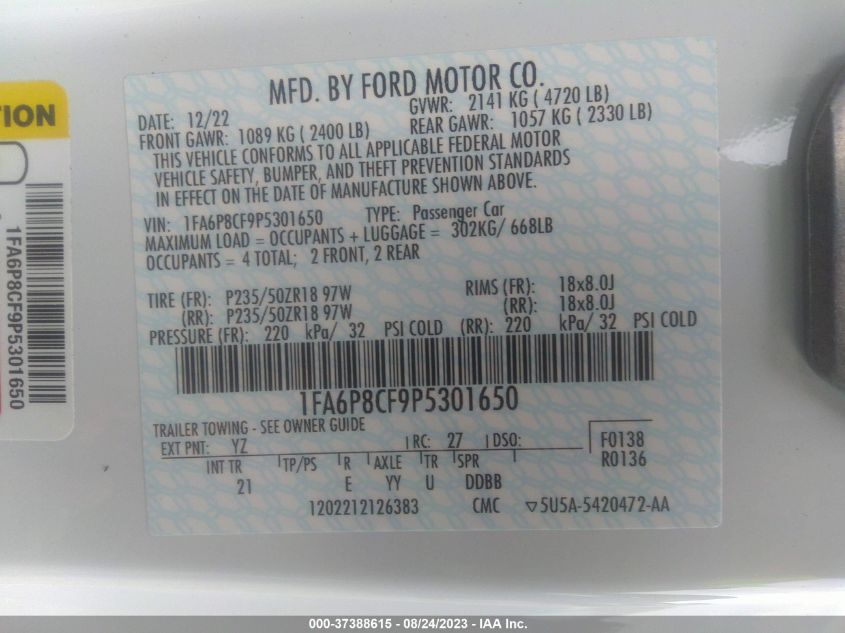 MFD. BY FORD MOTOR CO.
DATE: 12/22 GVWR: 2141 KG ( 4720 LB)
FRONT GAWR: 1089 KG ( 2400 LB) REAR GAWR: 1057 KG ( 2330 LB)
THIS VEHICLE CONFORMS TO ALL APPLICABLE FEDERAL MOTOR
VEHICLE SAFETY, BUMPER, AND THEFT PREVENTION STANDARDS
IN EFFECT ON THE DATE OF MANUFACTURE SHOWN ABOVE.
VIN: 1FA6P8CF9P5301650 TYPE: Passenger Car
MAXIMUM LOAD = OCCUPANTS + LUGGAGE = 302KG/ 668LB
OCCUPANTS = 4 TOTAL; 2 FRONT, 2 REAR
TIRE (FR): P235/50ZR18 97W RIMS (FR): 18x8.0J
(RR): P235/50ZR18 97W (RR): 18x8.0J
PRESSURE (FR): 220 kPa/ 32 PSI COLD (RR): 220 kPa/ 32 PSI COLD
1FA6P8CF9P5301650
TRAILER TOWING - SEE OWNER GUIDE
EXT PNT: YZ RC: 27 DSO: F0138
INT TR TP/PS R AXLE TR SPR R0136
21 E YY U DDBB
1202212126383 CMC ▽5U5A-5420472-AA
TION
1FA6P8CF9P5301650
000-37388615 - 08/24/2023 - IAA Inc.